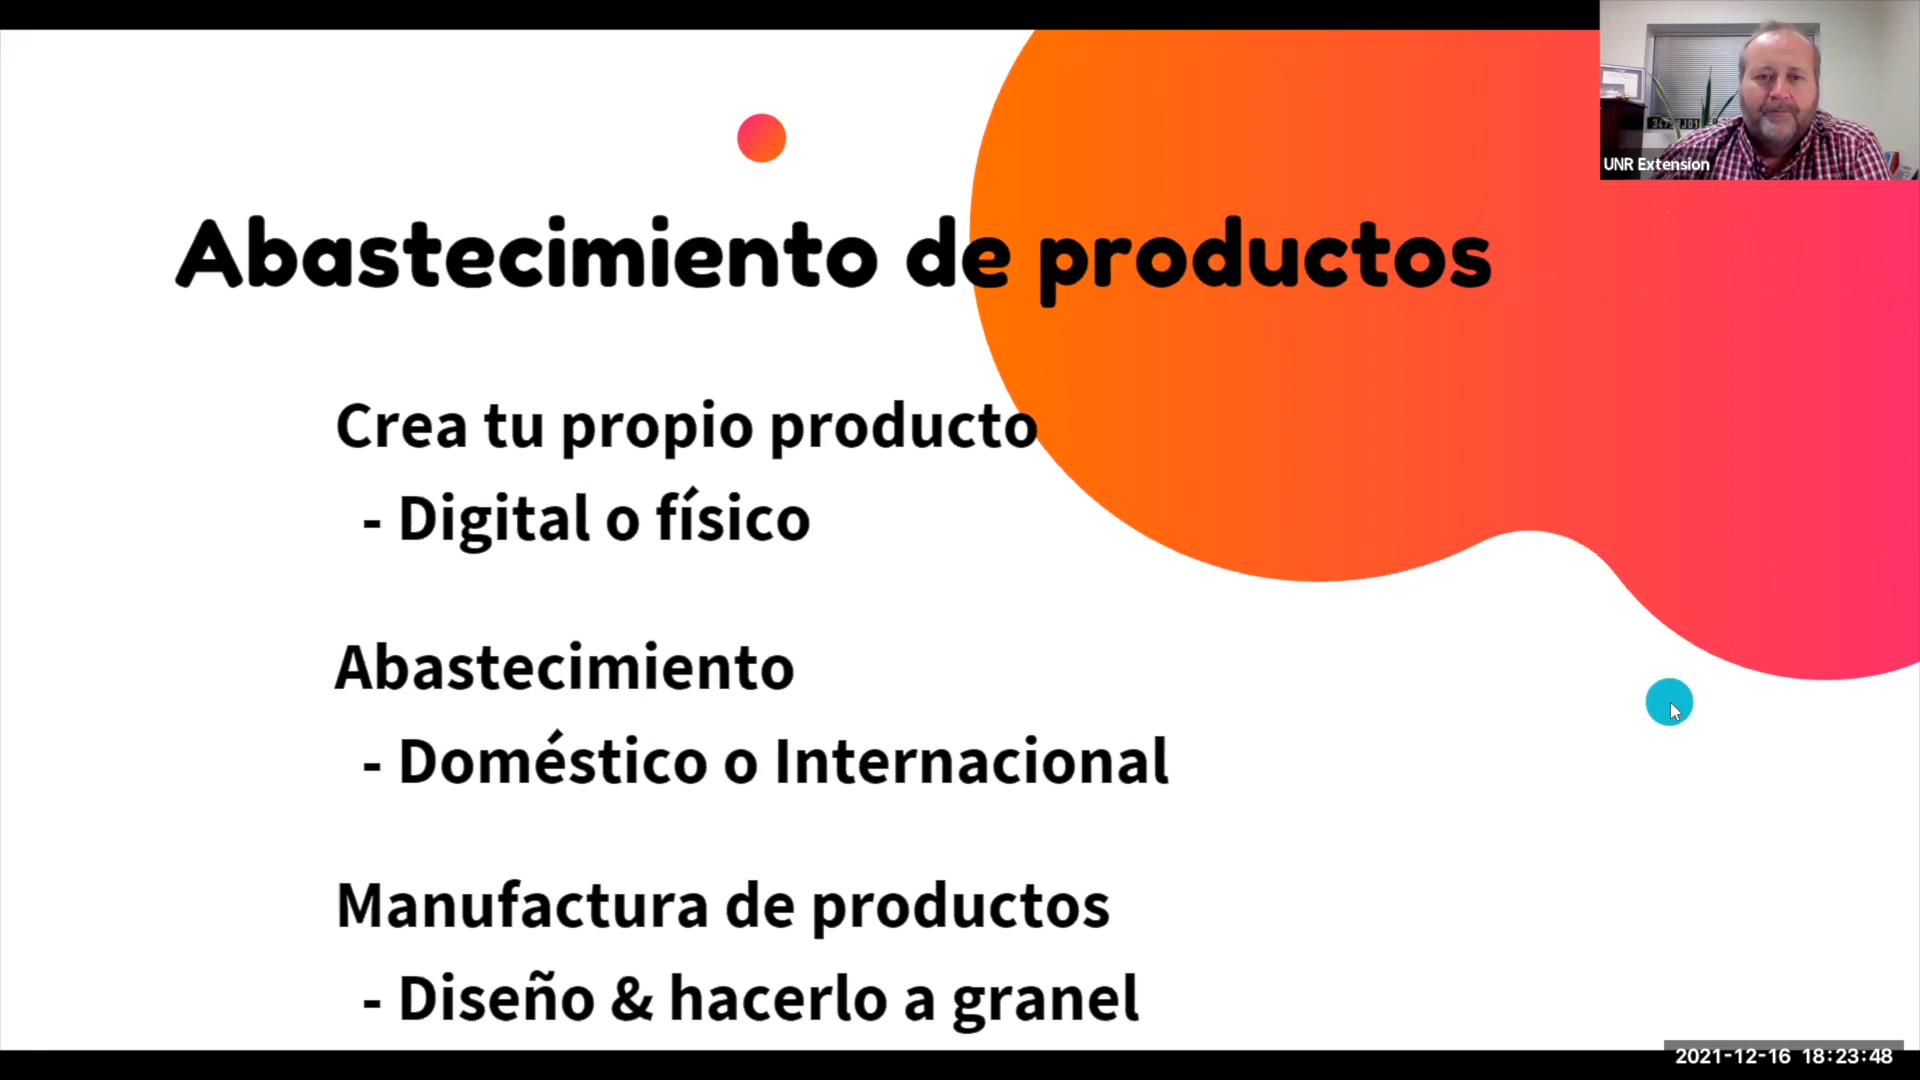 UNR Extension
Abastecimiento de productos
Crea tu propio producto
- Digital o físico
Abastecimiento
- Doméstico o Internacional
Manufactura de productos
- Diseño & hacerlo a granel
2021-12-16 18:23:48